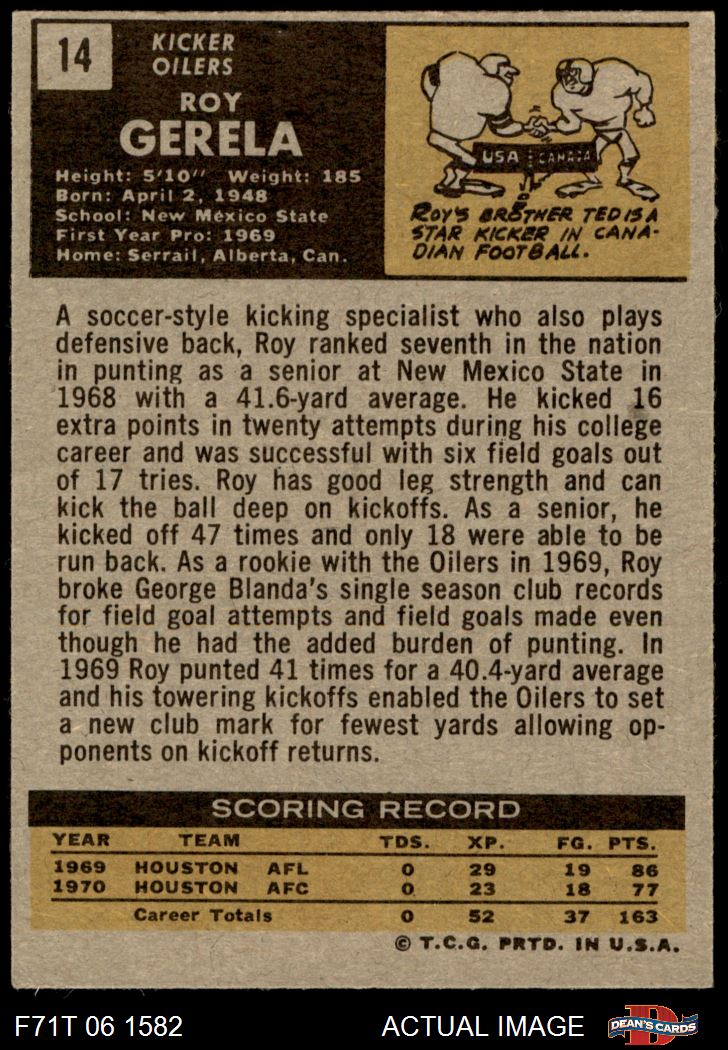 14
KICKER
OILERS
ROY
GERELA
Height: 5'10" Weight: 185
Born: April 2, 1948
School: New Mexico State
First Year Pro: 1969
Home: Serrail, Alberta, Can.
USA CANADA
ROY'S BROTHER TED IS A
STAR KICKER IN CANA-
DIAN FOOTBALL.
A soccer-style kicking specialist who also plays
defensive back, Roy ranked seventh in the nation
in punting as a senior at New Mexico State in
1968 with a 41.6-yard average. He kicked 16
extra points in twenty attempts during his college
career and was successful with six field goals out
of 17 tries. Roy has good leg strength and can
kick the ball deep on kickoffs. As a senior, he
kicked off 47 times and only 18 were able to be
run back. As a rookie with the Oilers in 1969, Roy
broke George Blanda's single season club records
for field goal attempts and field goals made even
though he had the added burden of punting. In
1969 Roy punted 41 times for a 40.4-yard average
and his towering kickoffs enabled the Oilers to set
a new club mark for fewest yards allowing op-
ponents on kickoff returns.
SCORING RECORD
YEAR TEAM TDS. XP. FG. PTS.
1969 HOUSTON AFL 0 29 19 86
1970 HOUSTON AFC 0 23 18 77
Career Totals 0 52 37 163
© T.C.G. PRTD. IN U.S.A.
F71T 06 1582 ACTUAL IMAGE
D
DEAN'S CARDS